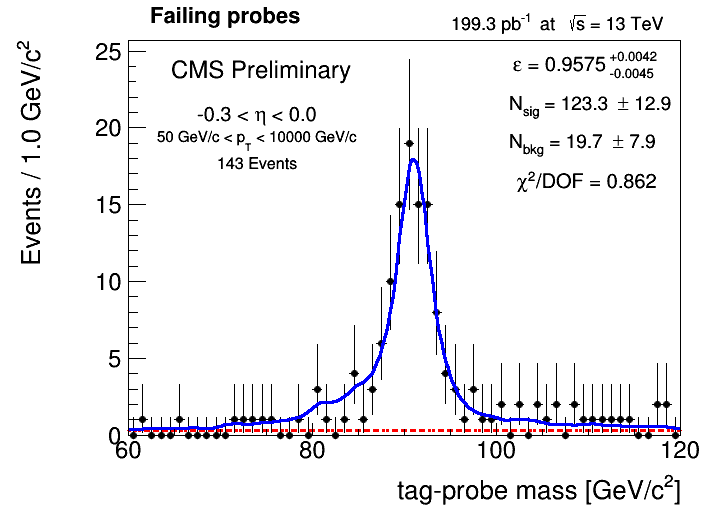 Failing probes
199.3 pb⁻¹ at √s = 13 TeV
CMS Preliminary
-0.3 < η < 0.0
50 GeV/c < p_T < 10000 GeV/c
143 Events
ε = 0.9575 +0.0042 -0.0045
N_sig = 123.3 ± 12.9
N_bkg = 19.7 ± 7.9
χ²/DOF = 0.862
Events / 1.0 GeV/c²
25
20
15
10
5
0
60 80 100 120
tag-probe mass [GeV/c²]